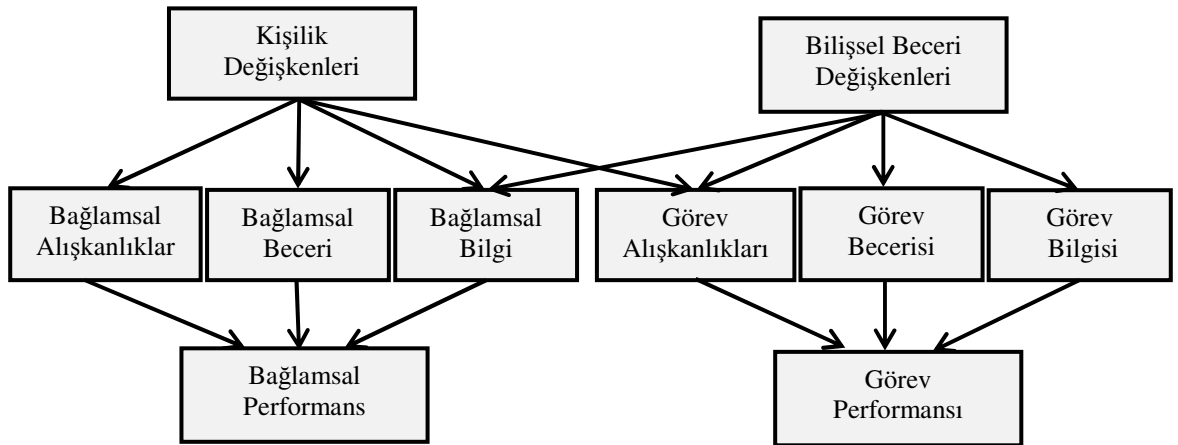 Kişilik
Değişkenleri
Bilişsel Beceri
Değişkenleri
Bağlamsal
Alışkanlıklar
Bağlamsal
Beceri
Bağlamsal
Bilgi
Görev
Alışkanlıkları
Görev
Becerisi
Görev
Bilgisi
Bağlamsal
Performans
Görev
Performansı